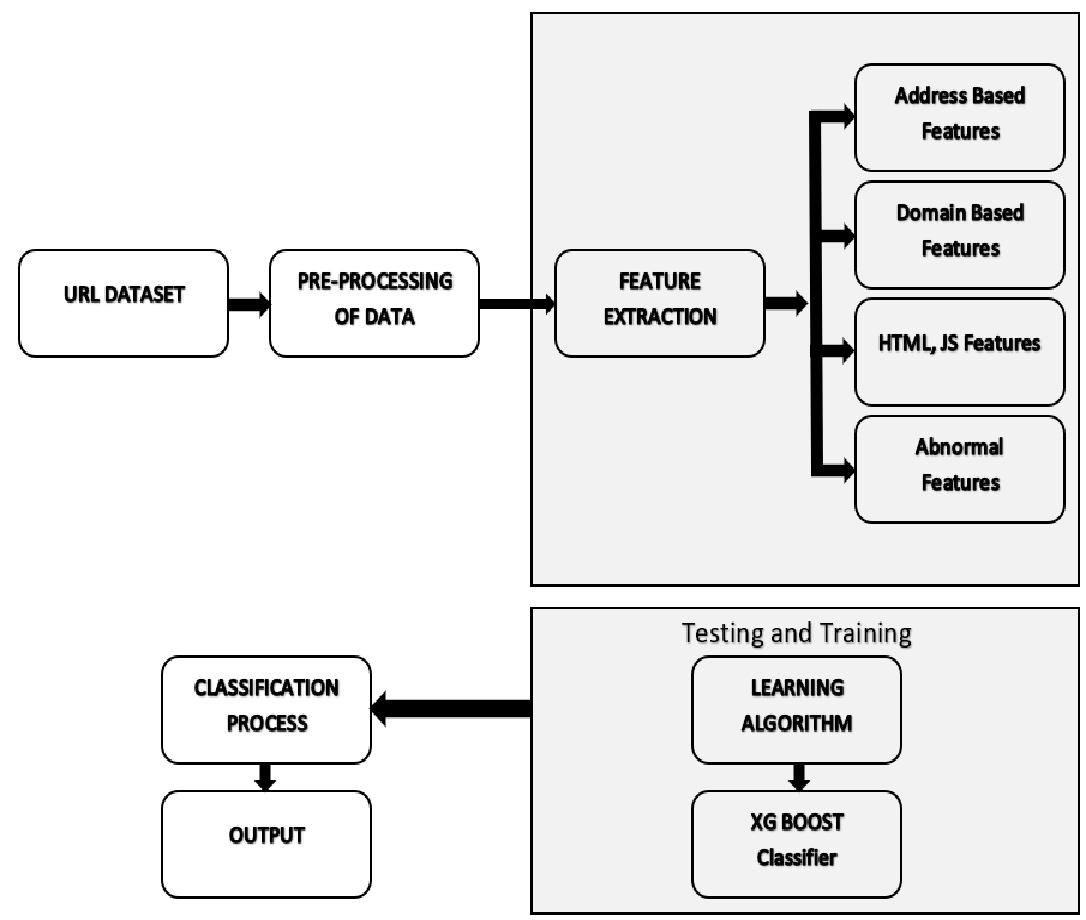 URL DATASET
PRE-PROCESSING
OF DATA
FEATURE
EXTRACTION
Address Based
Features
Domain Based
Features
HTML, JS Features
Abnormal
Features
Testing and Training
LEARNING
ALGORITHM
XG BOOST
Classifier
CLASSIFICATION
PROCESS
OUTPUT